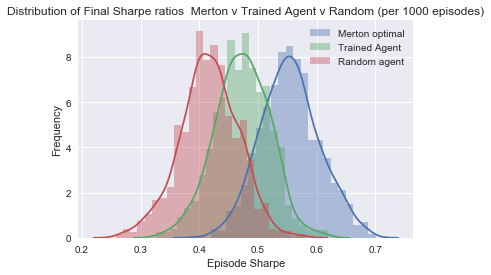 Distribution of Final Sharpe ratios  Merton v Trained Agent v Random (per 1000 episodes)
Merton optimal
Trained Agent
Random agent
8
6
4
2
0
Frequency
0.2 0.3 0.4 0.5 0.6 0.7
Episode Sharpe